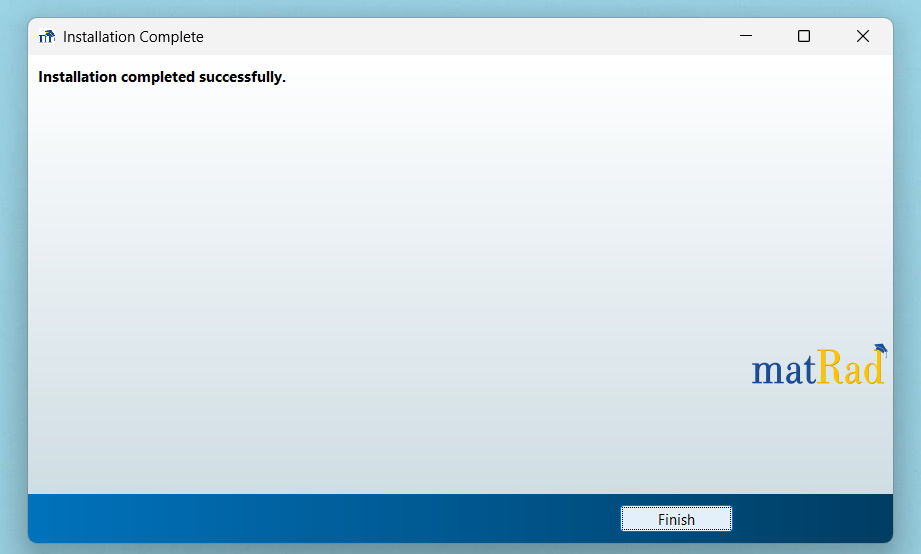 Installation Complete
Installation completed successfully.
matRad
Finish